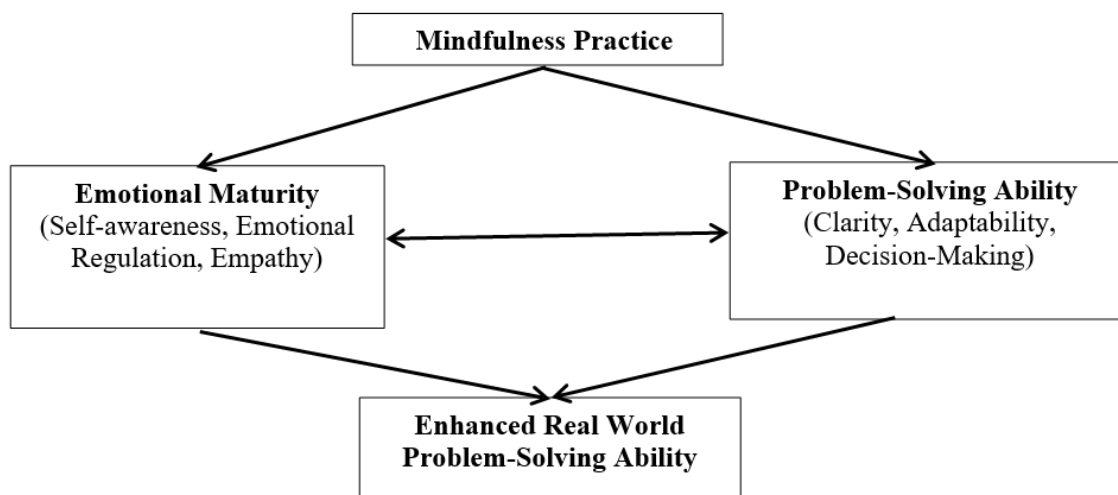 Mindfulness Practice
Emotional Maturity
(Self-awareness, Emotional
Regulation, Empathy)
Problem-Solving Ability
(Clarity, Adaptability,
Decision-Making)
Enhanced Real World
Problem-Solving Ability